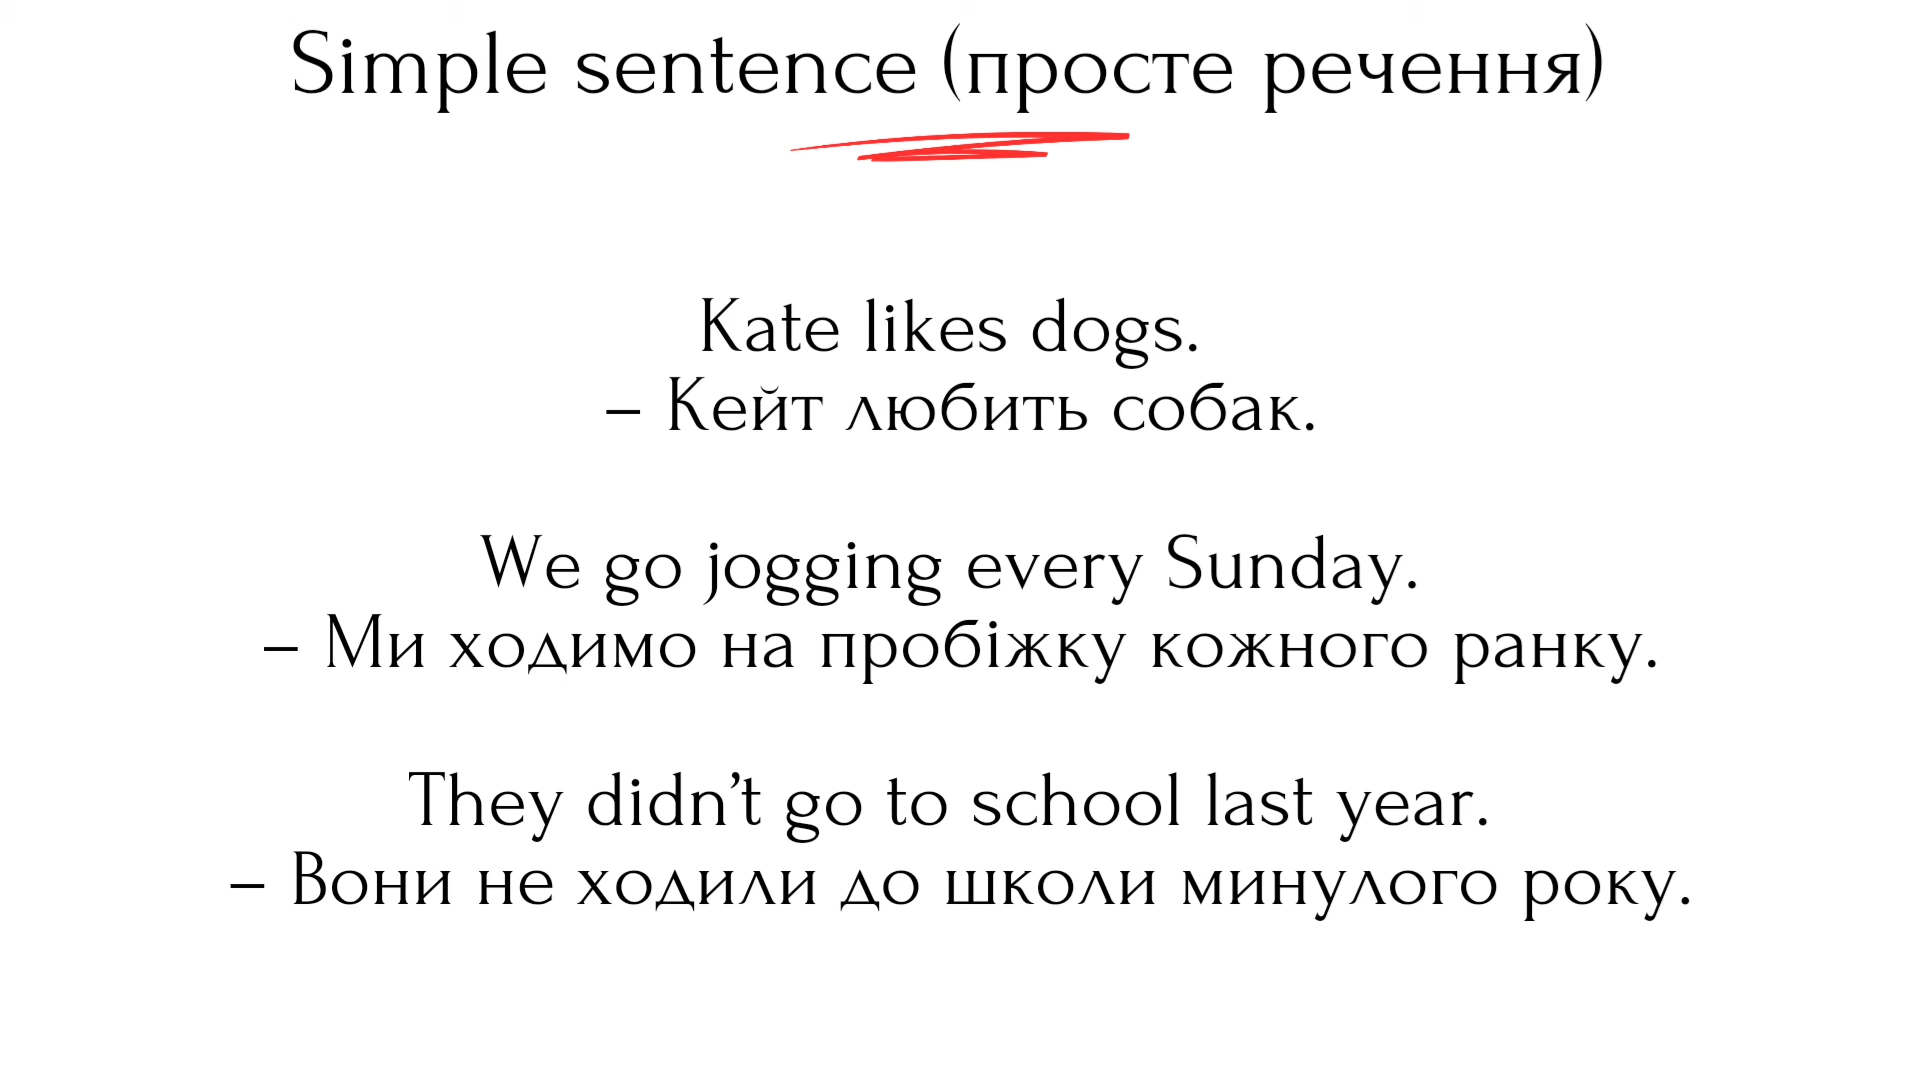 Simple sentence (просте речення)
Kate likes dogs.
– Кейт любить собак.
We go jogging every Sunday.
– Ми ходимо на пробіжку кожного ранку.
They didn’t go to school last year.
– Вони не ходили до школи минулого року.